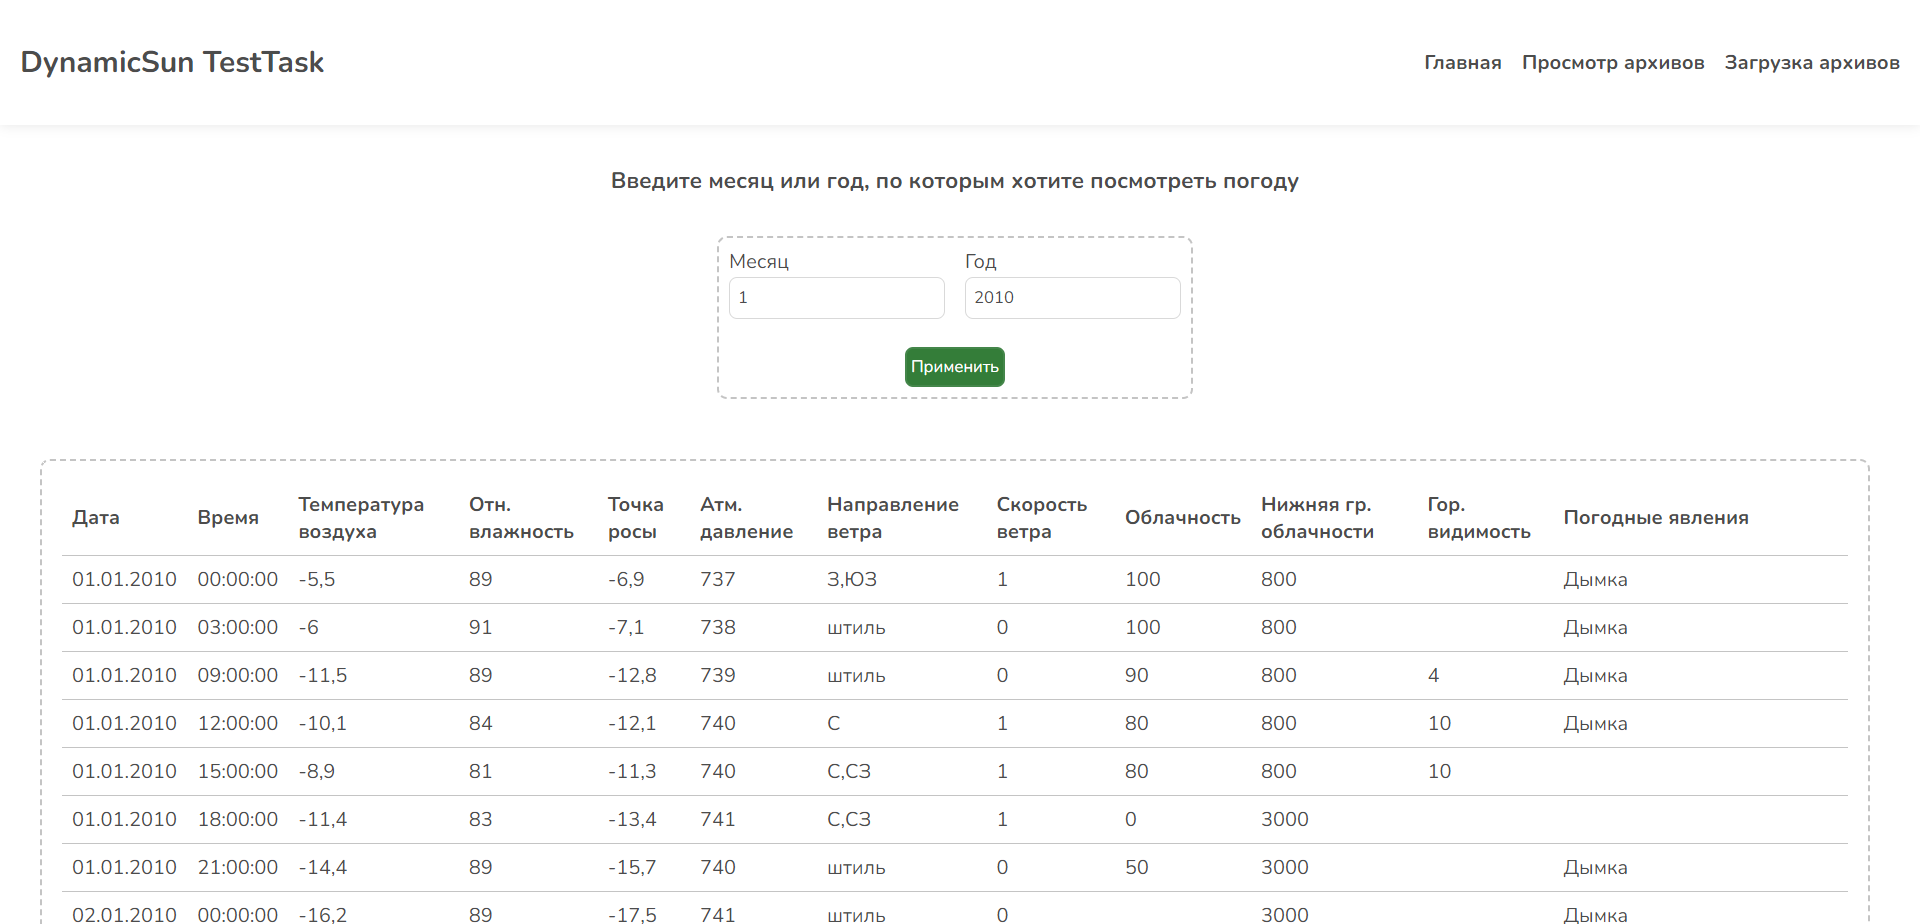 DynamicSun TestTask
Главная Просмотр архивов Загрузка архивов
Введите месяц или год, по которым хотите посмотреть погоду
Месяц Год
1 2010
Применить
Дата Время Температура воздуха Отн. влажность Точка росы Атм. давление Направление ветра Скорость ветра Облачность Нижняя гр. облачности Гор. видимость Погодные явления
01.01.2010 00:00:00 -5,5 89 -6,9 737 З,ЮЗ 1 100 800 Дымка
01.01.2010 03:00:00 -6 91 -7,1 738 штиль 0 100 800 Дымка
01.01.2010 09:00:00 -11,5 89 -12,8 739 штиль 0 90 800 4 Дымка
01.01.2010 12:00:00 -10,1 84 -12,1 740 С 1 80 800 10 Дымка
01.01.2010 15:00:00 -8,9 81 -11,3 740 С,СЗ 1 80 800 10
01.01.2010 18:00:00 -11,4 83 -13,4 741 С,СЗ 1 0 3000
01.01.2010 21:00:00 -14,4 89 -15,7 740 штиль 0 50 3000 Дымка
02.01.2010 00:00:00 -16,2 89 -17,5 741 штиль 0 3000 Дымка